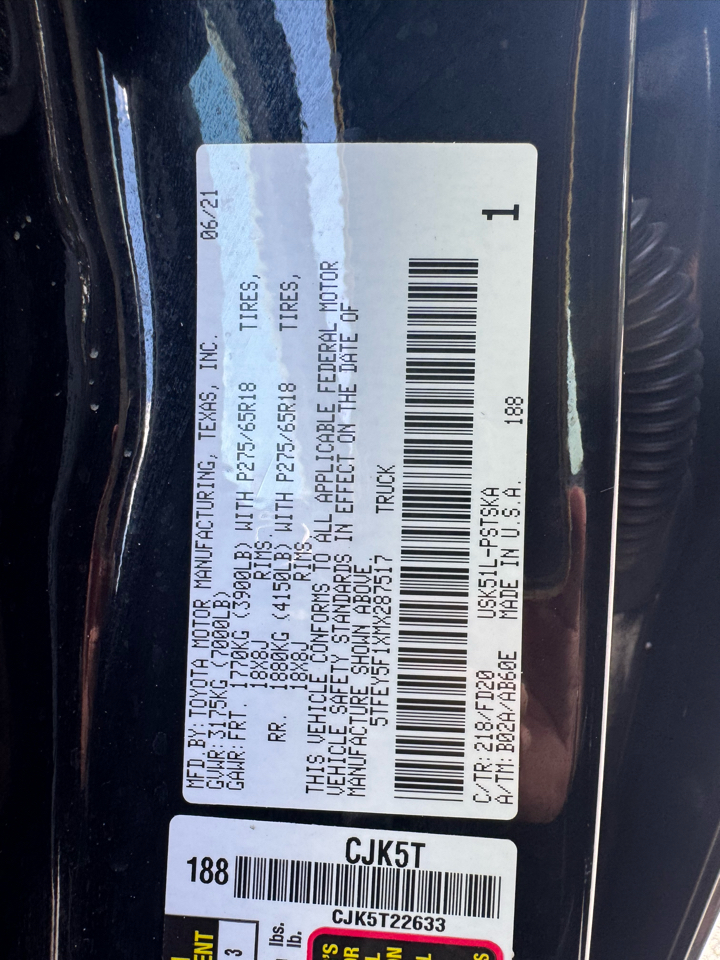 MFD BY: TOYOTA MOTOR MANUFACTURING, TEXAS, INC. 06/21
GVWR: 3175KG (7000LB)
GAWR: FRT. 1770KG (3900LB) WITH P275/65R18 TIRES,
18X8J RIMS.
RR. 1880KG (4150LB) WITH P275/65R18 TIRES,
18X8J RIMS
THIS VEHICLE CONFORMS TO ALL APPLICABLE FEDERAL MOTOR
VEHICLE SAFETY STANDARDS IN EFFECT ON THE DATE OF
MANUFACTURE SHOWN ABOVE
5TFEY5F1XMX287517 TRUCK
1
C/TR: 218/FD20 USK51L-PSTSKA
A/TM: B02A/AB60E MADE IN U.S.A. 188
188
CJK5T
CJK5T22633
3
lbs.
lb.